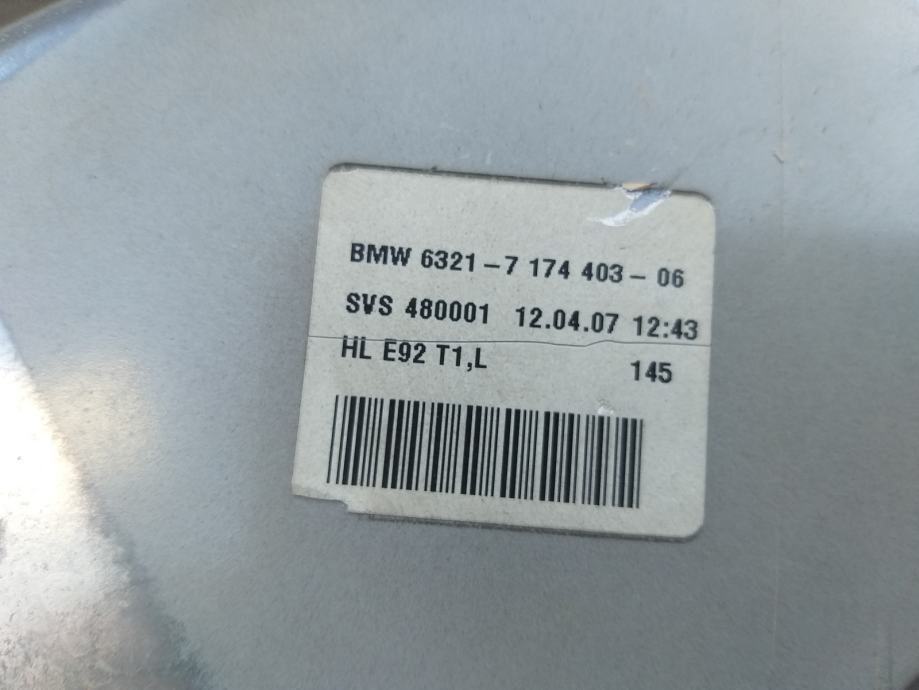 BMW 6321-7 174 403- 06
SVS 480001 12.04.07 12:43
HL E92 T1,L 145